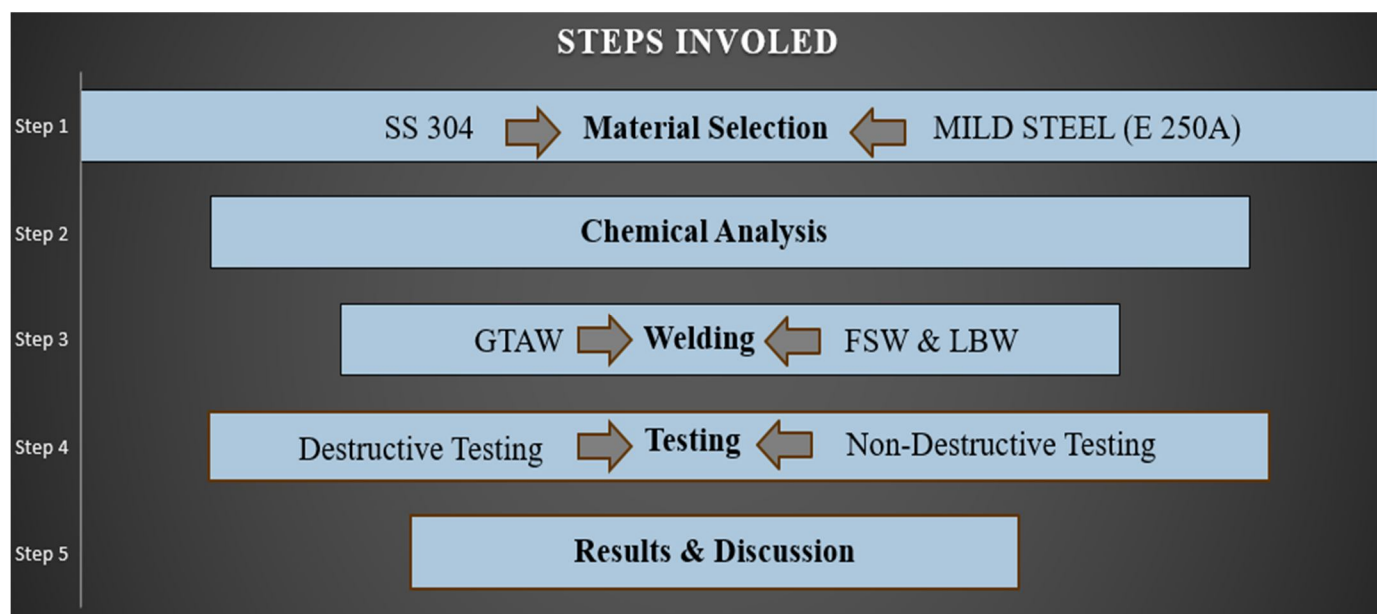 STEPS INVOLED
Step 1
SS 304 Material Selection MILD STEEL (E 250A)
Step 2
Chemical Analysis
Step 3
GTAW Welding FSW & LBW
Step 4
Destructive Testing Testing Non-Destructive Testing
Step 5
Results & Discussion